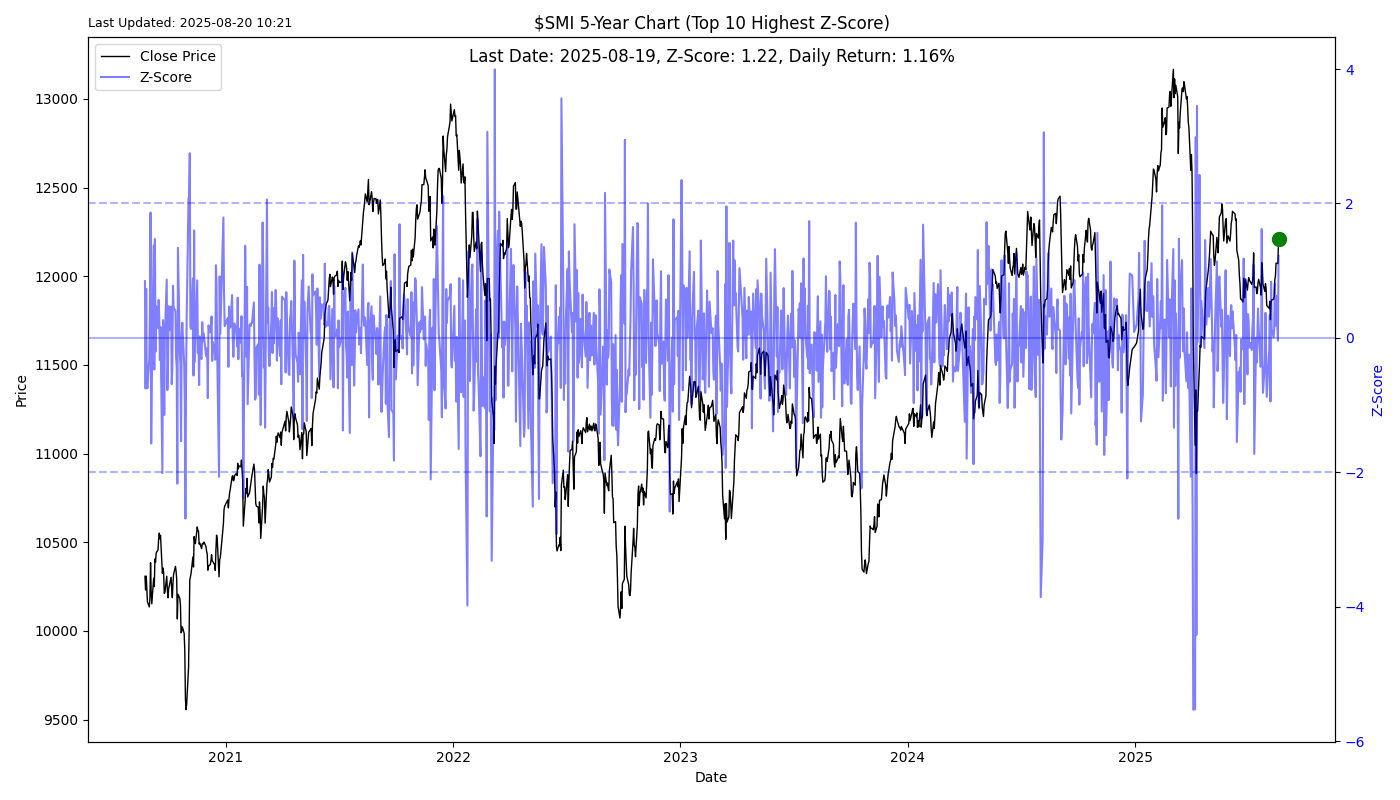 Last Updated: 2025-08-20 10:21
$SMI 5-Year Chart (Top 10 Highest Z-Score)
Last Date: 2025-08-19, Z-Score: 1.22, Daily Return: 1.16%
Close Price
Z-Score
13000
12500
12000
11500
11000
10500
10000
9500
Price
4
2
0
−2
−4
−6
Z-Score
2021
2022
2023
2024
2025
Date